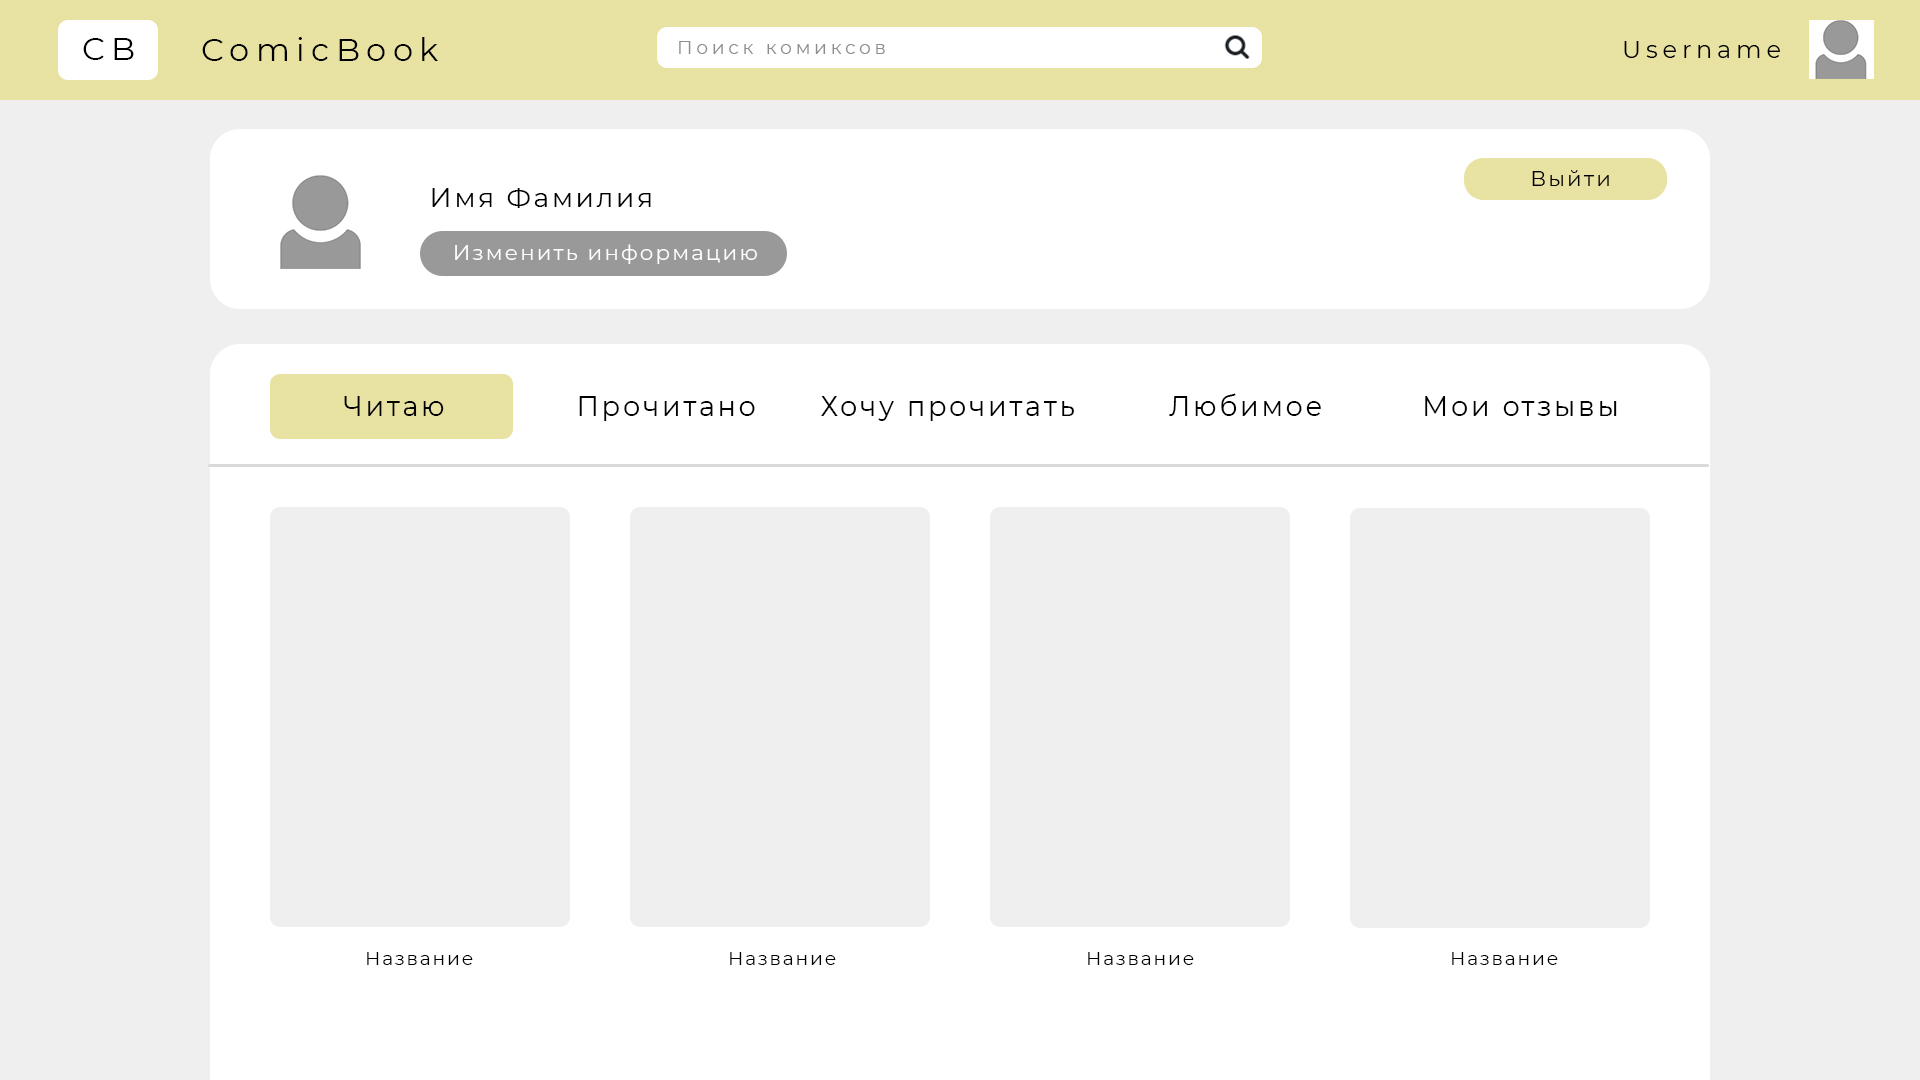 CB ComicBook Поиск комиксов Username
Выйти
Имя Фамилия
Изменить информацию
Читаю Прочитано Хочу прочитать Любимое Мои отзывы
Название Название Название Название